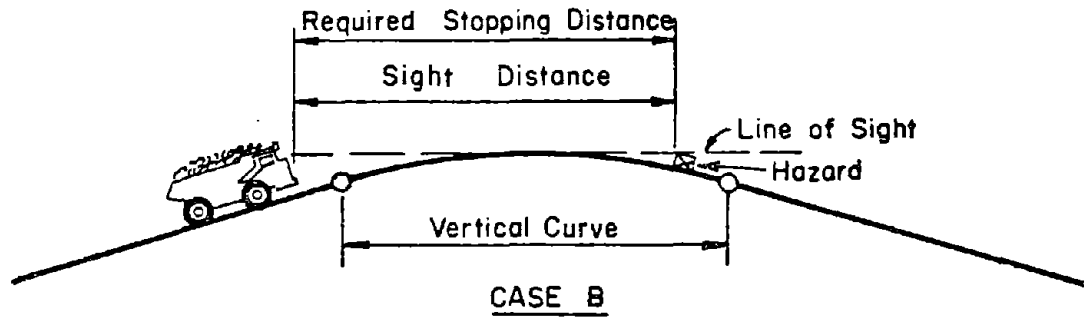 Required Stopping Distance
Sight Distance
Line of Sight
Hazard
Vertical Curve
CASE B